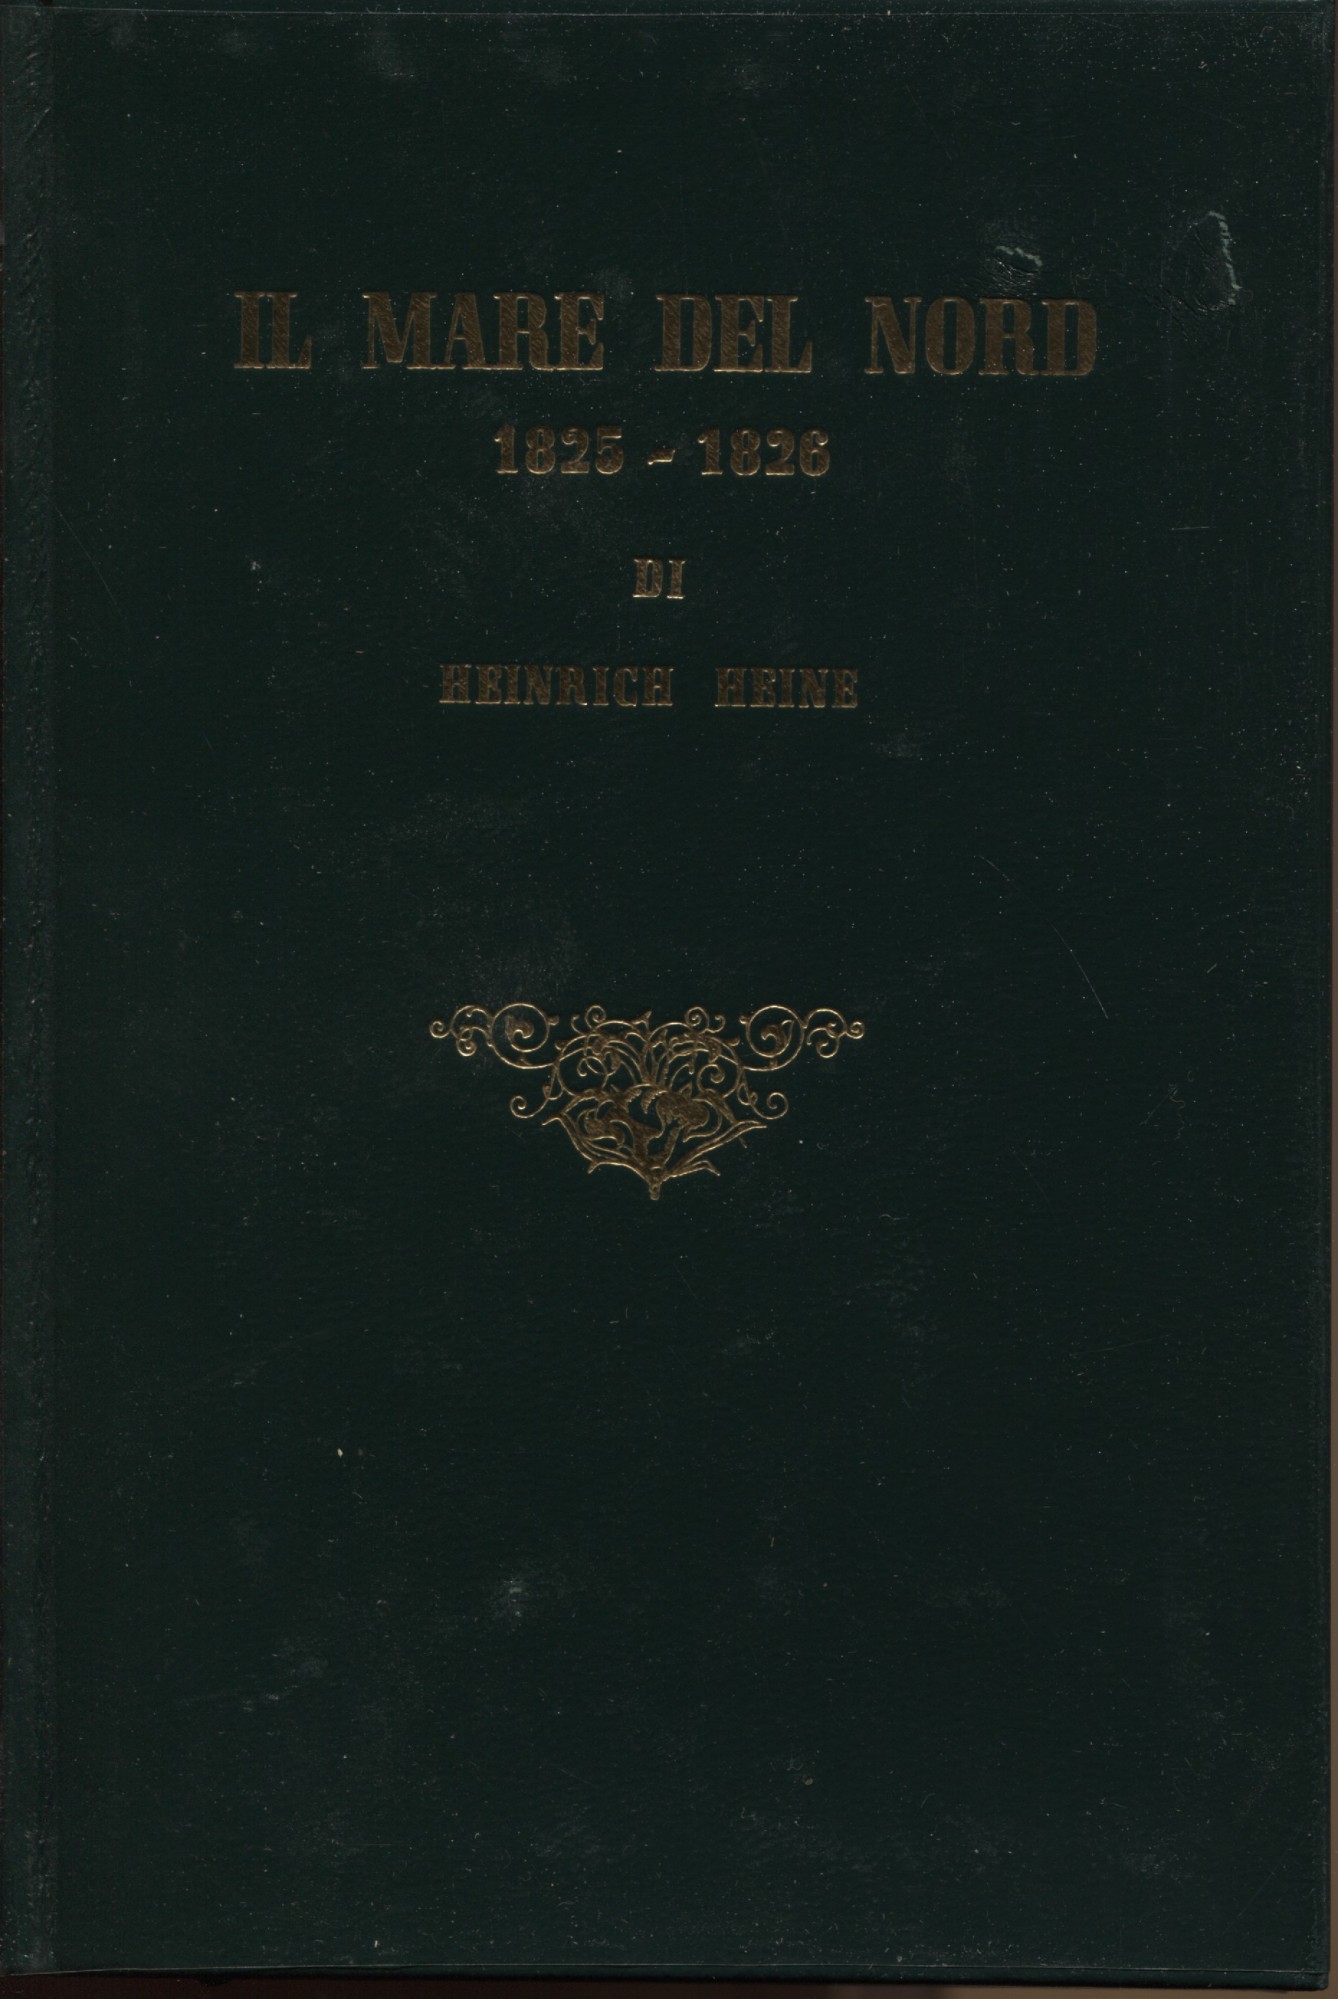 IL MARE DEL NORD
1825 - 1826
DI
HEINRICH HEINE